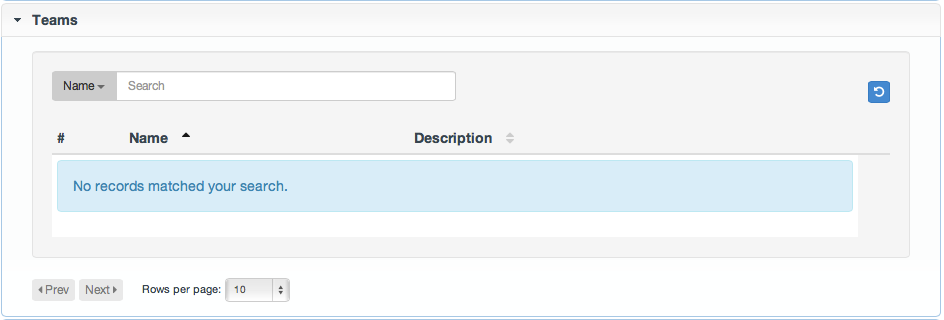 Teams
Name Search
# Name Description
No records matched your search.
Prev Next Rows per page: 10